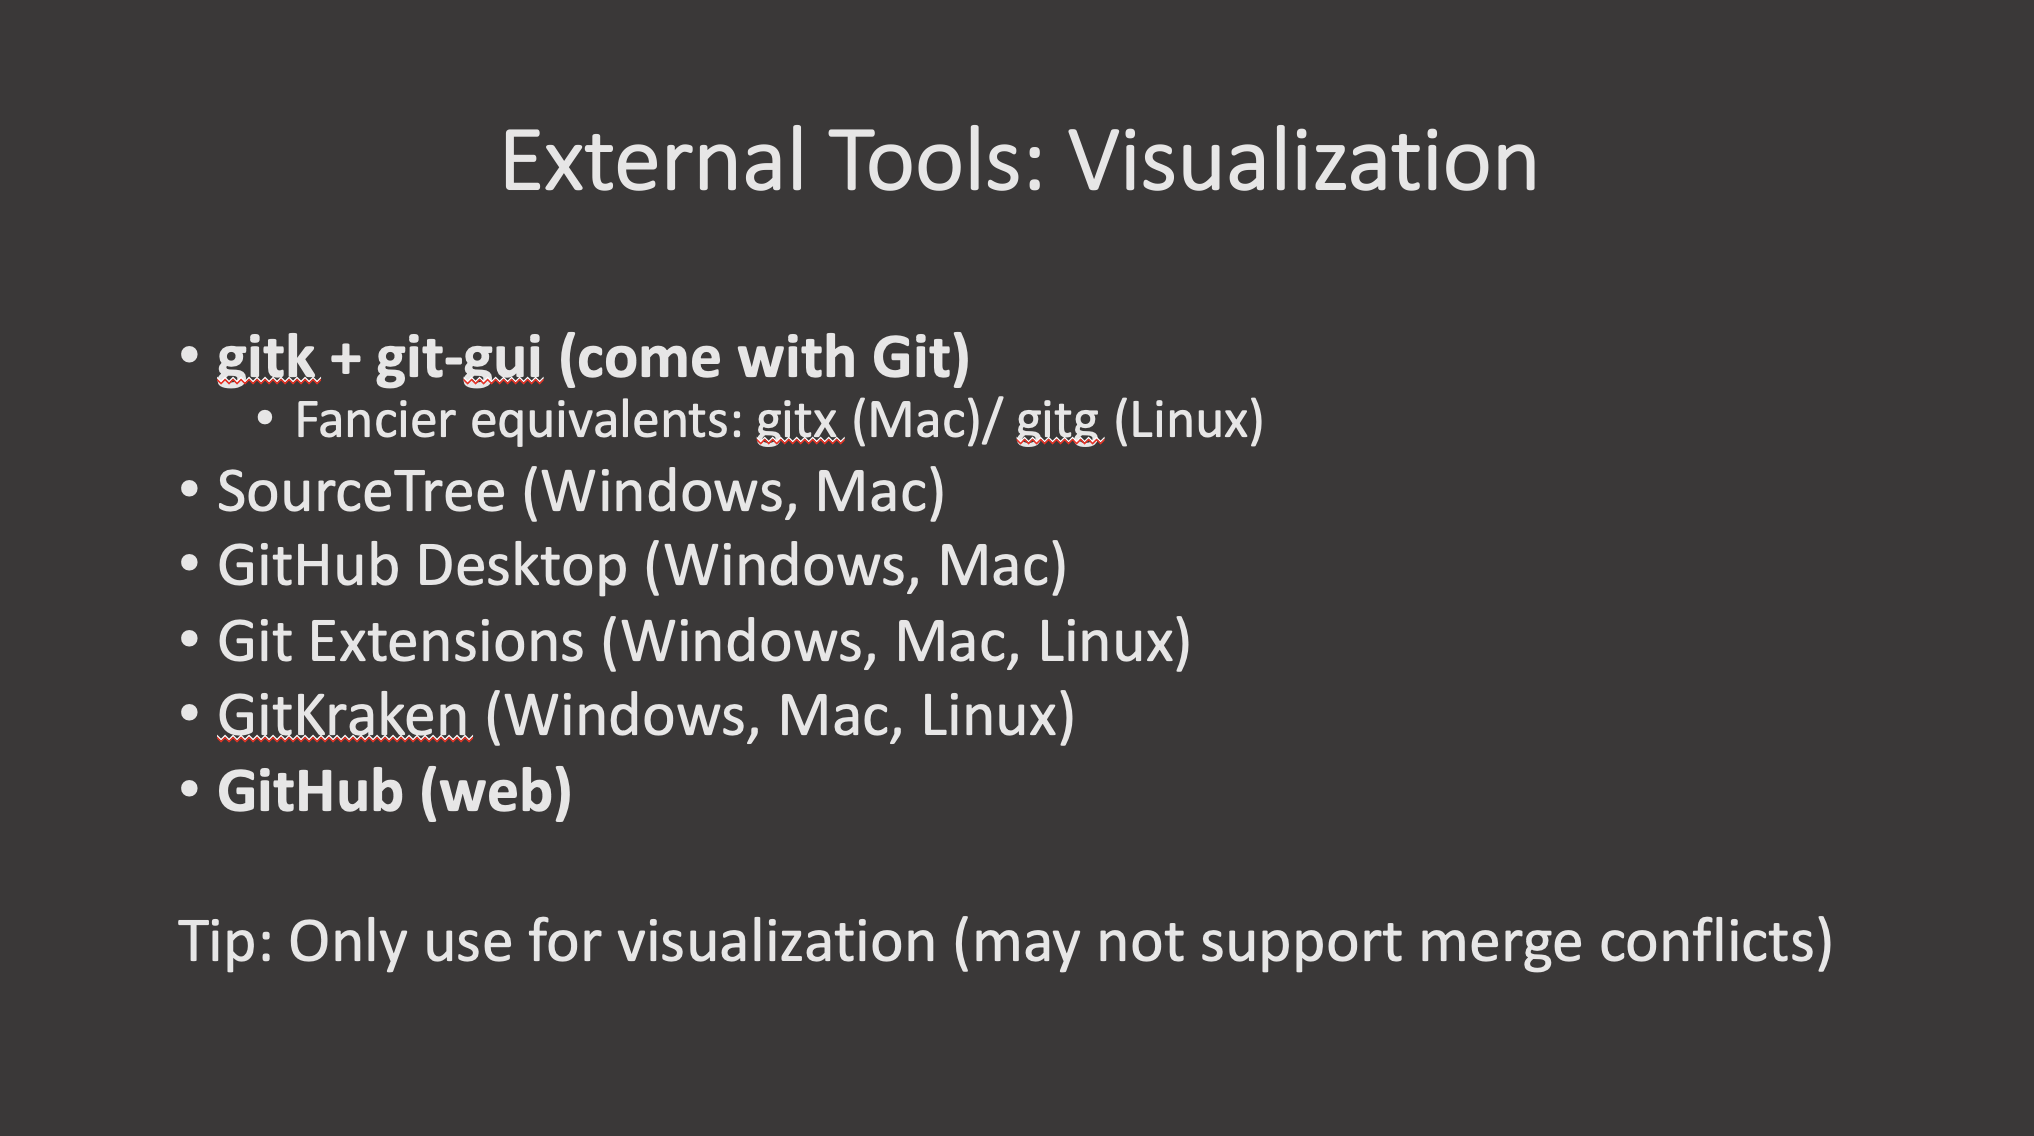 External Tools: Visualization
• gitk + git-gui (come with Git)
• Fancier equivalents: gitx (Mac)/ gitg (Linux)
• SourceTree (Windows, Mac)
• GitHub Desktop (Windows, Mac)
• Git Extensions (Windows, Mac, Linux)
• GitKraken (Windows, Mac, Linux)
• GitHub (web)
Tip: Only use for visualization (may not support merge conflicts)